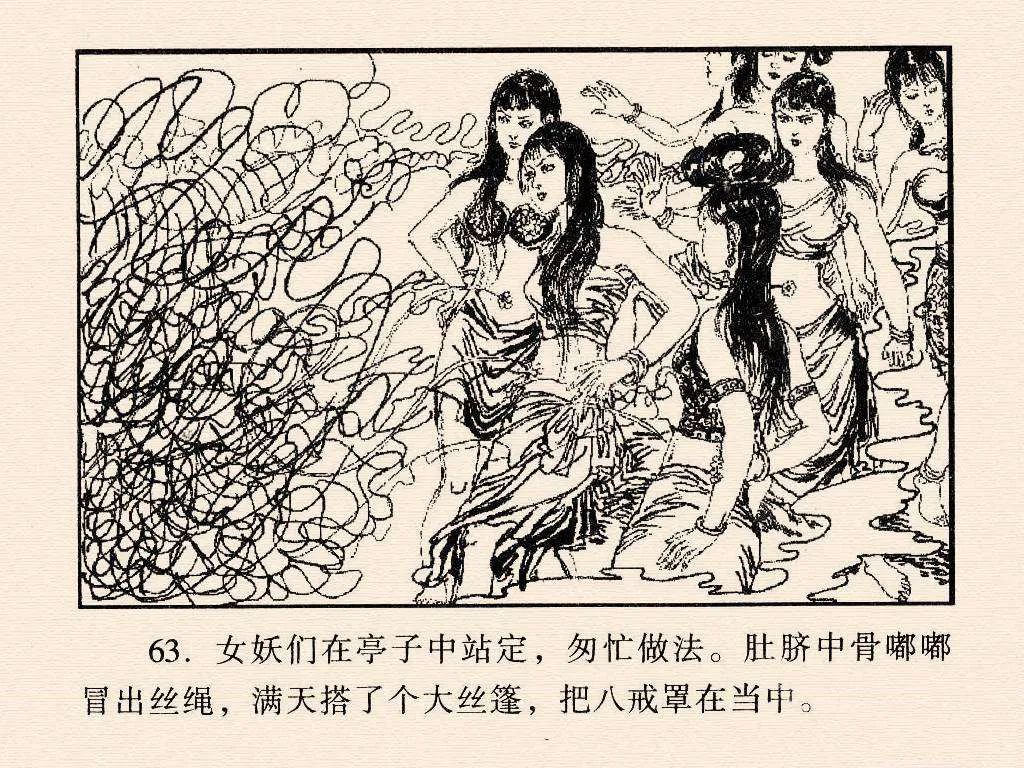 63. 女妖们在亭子中站定，匆忙做法。肚脐中骨嘟嘟
冒出丝绳，满天搭了个大丝篷，把八戒罩在当中。